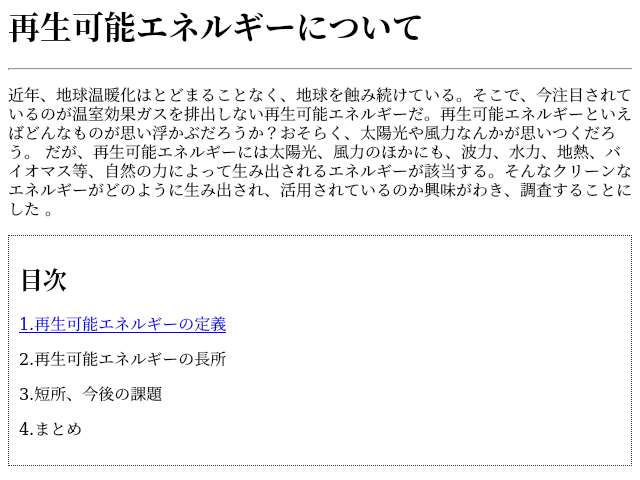 再生可能エネルギーについて
近年、地球温暖化はとどまることなく、地球を蝕み続けている。そこで、今注目されて
いるのが温室効果ガスを排出しない再生可能エネルギーだ。再生可能エネルギーといえ
ばどんなものが思い浮かぶだろうか？おそらく、太陽光や風力なんかが思いつくだろ
う。 だが、再生可能エネルギーには太陽光、風力のほかにも、波力、水力、地熱、バ
イオマス等、自然の力によって生み出されるエネルギーが該当する。そんなクリーンな
エネルギーがどのように生み出され、活用されているのか興味がわき、調査することに
した 。
目次
1.再生可能エネルギーの定義
2.再生可能エネルギーの長所
3.短所、今後の課題
4.まとめ